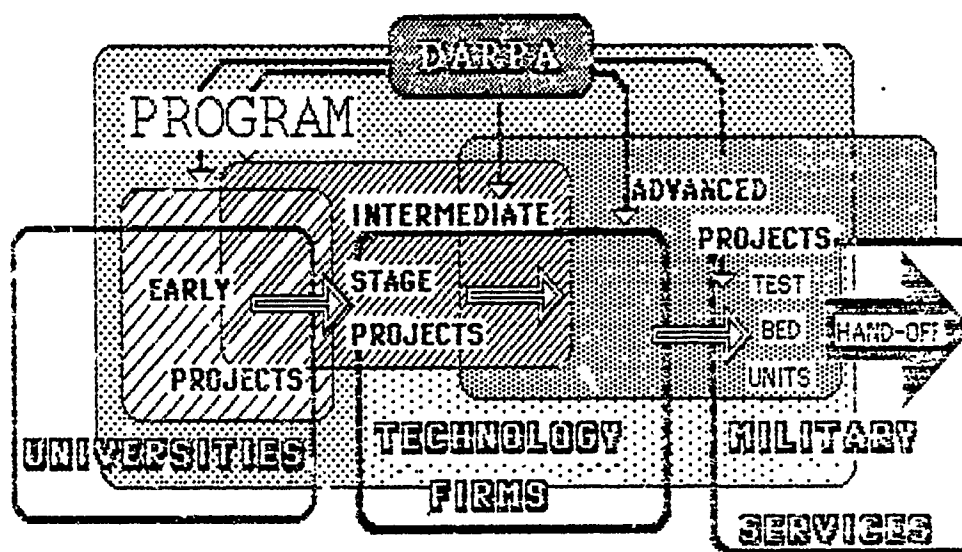 DARPA
PROGRAM
ADVANCED
INTERMEDIATE
PROJECTS
EARLY
STAGE
TEST
PROJECTS
BED
HAND-OFF
PROJECTS
UNITS
UNIVERSITIES
TECHNOLOGY
MILITARY
FIRMS
SERVICES